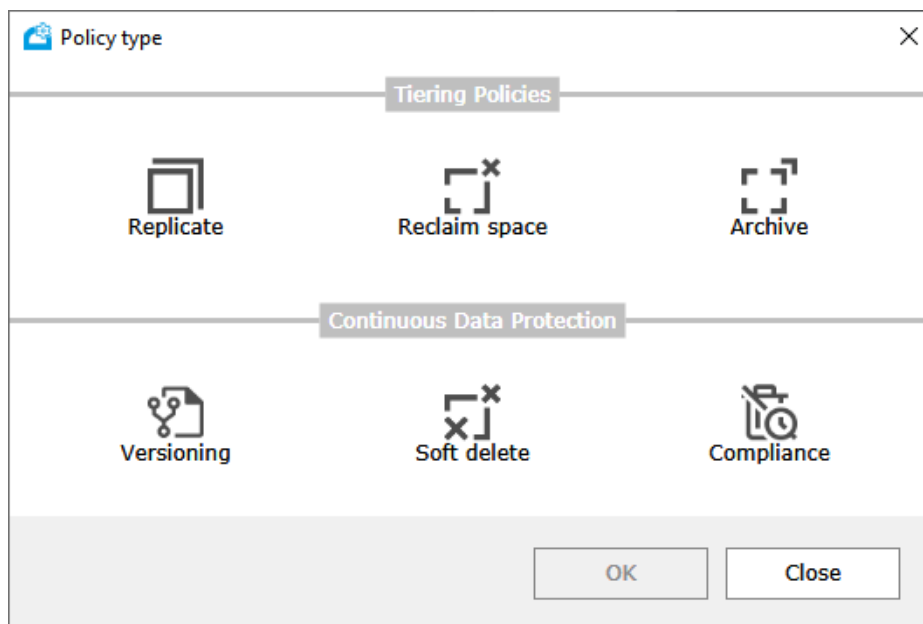 Policy type
Tiering Policies
Replicate Reclaim space Archive
Continuous Data Protection
Versioning Soft delete Compliance
OK Close